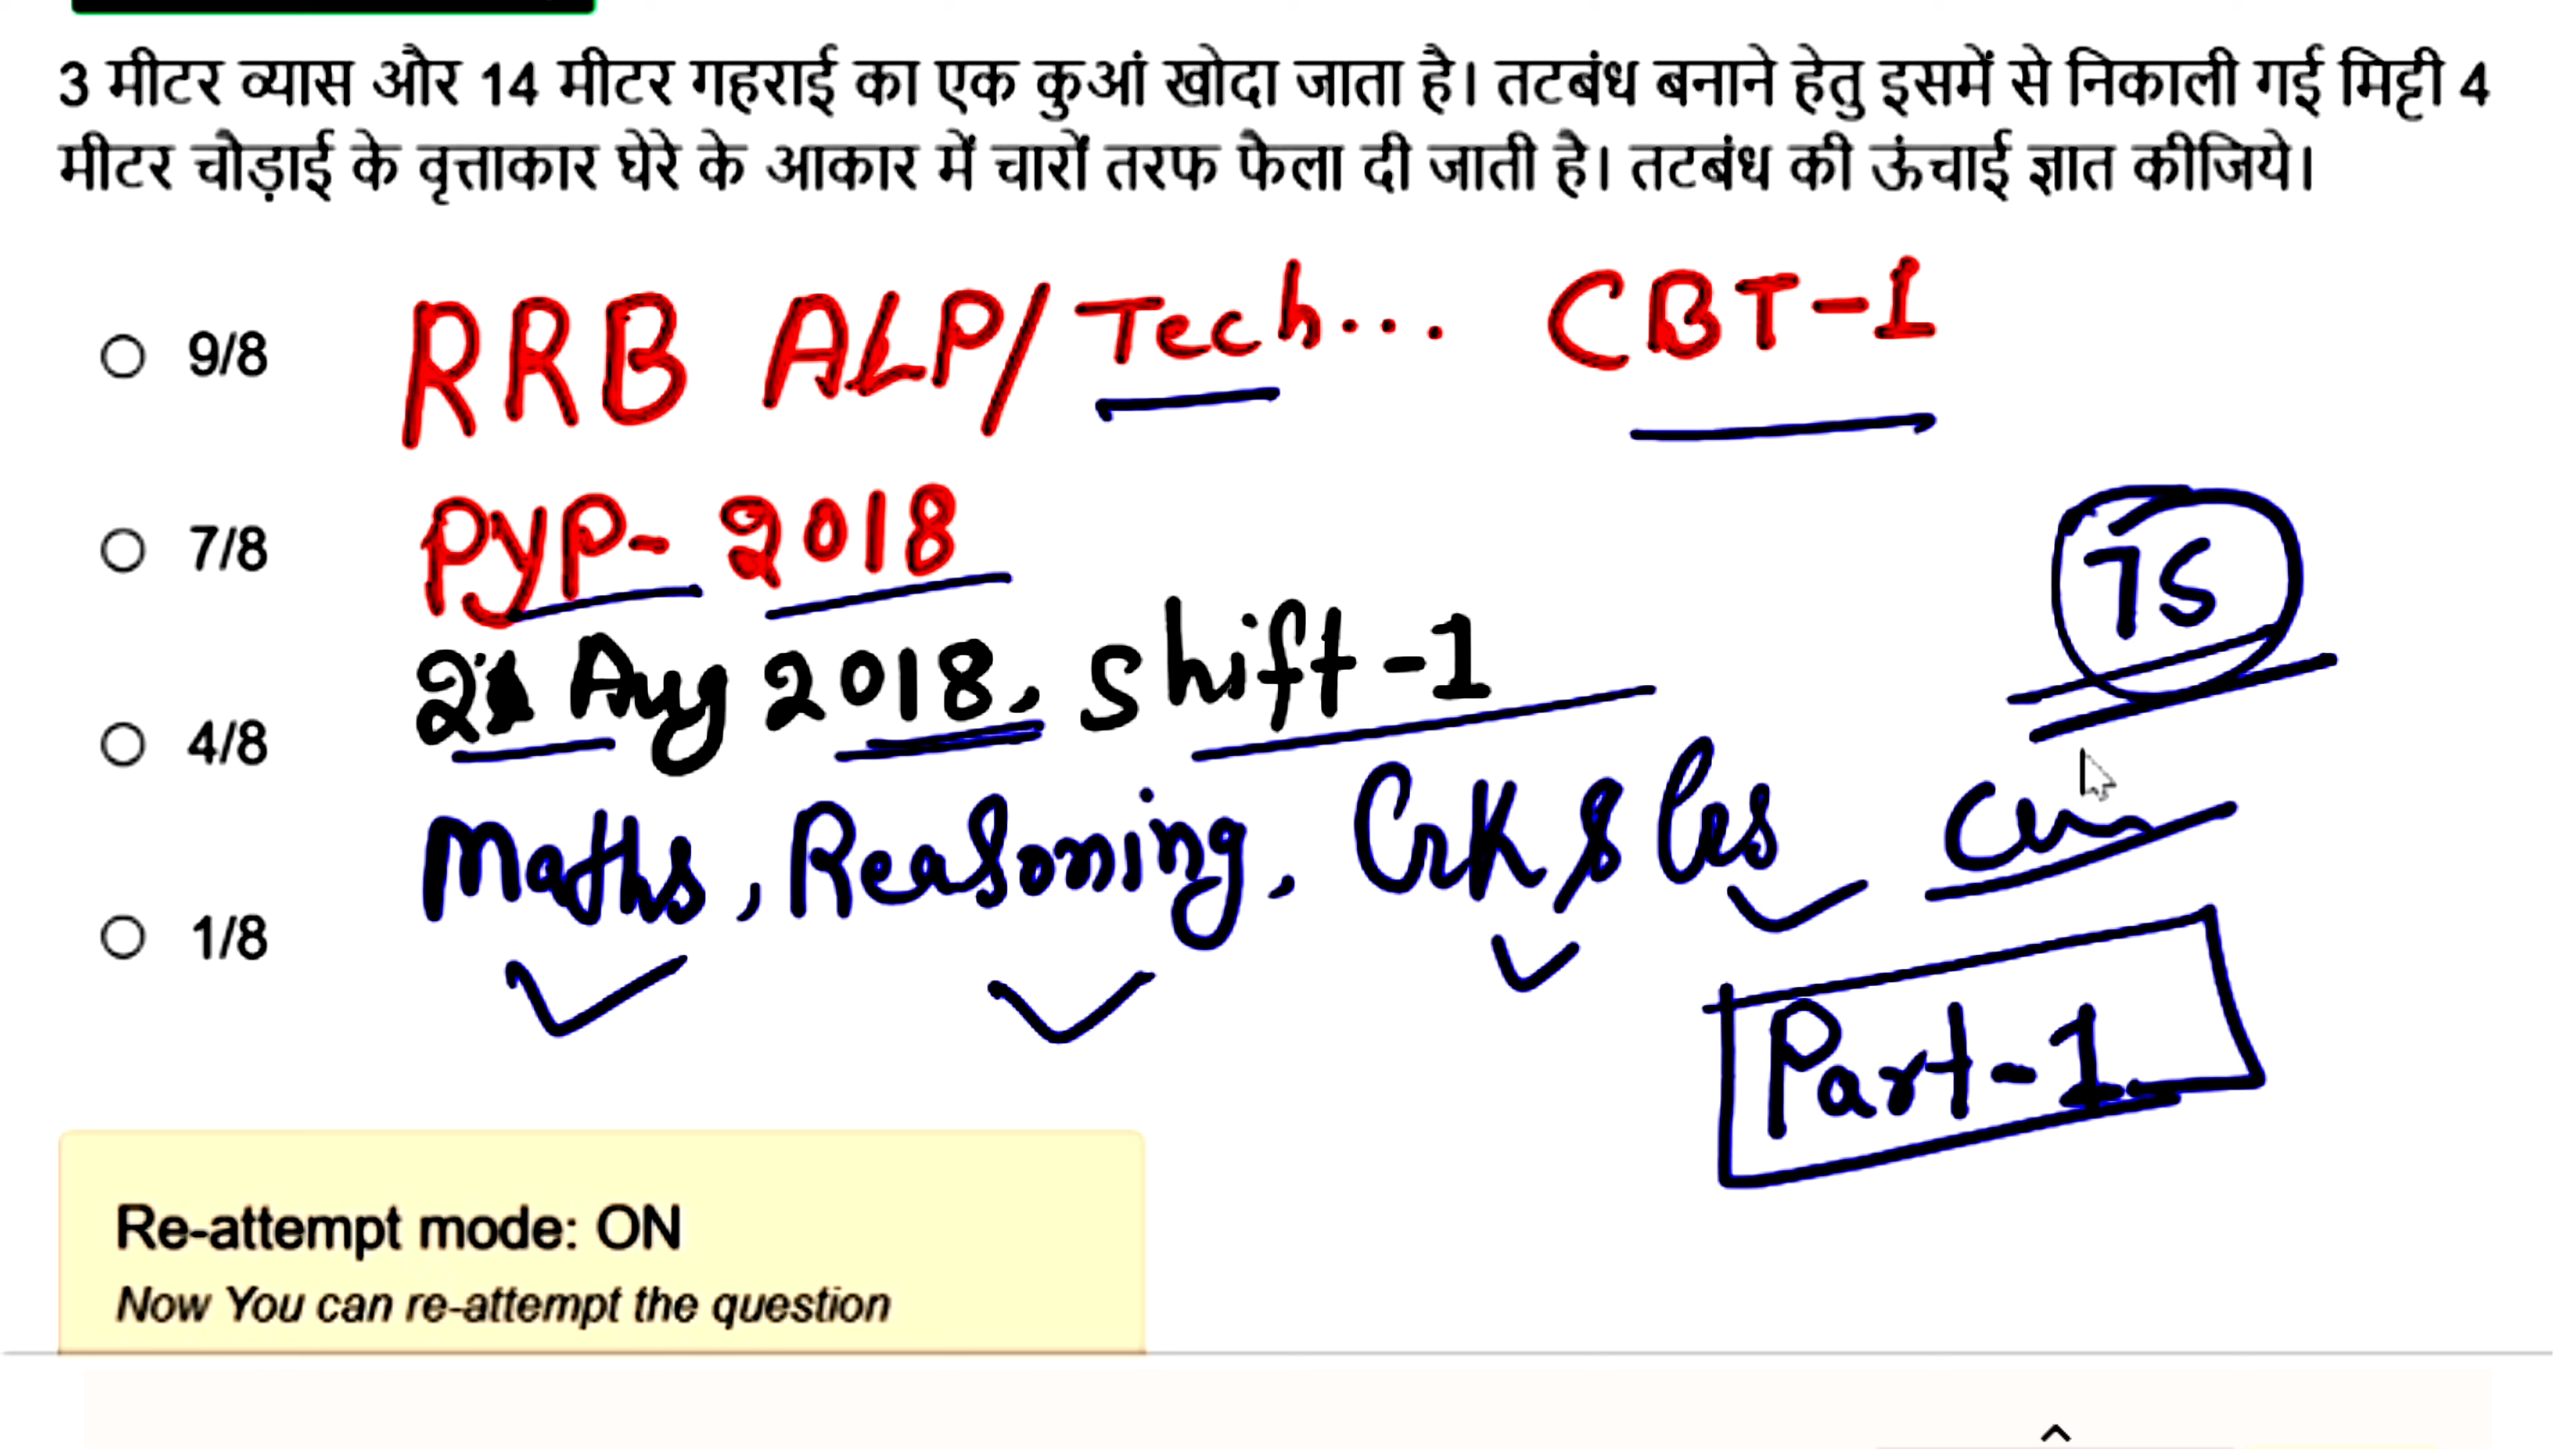 3 मीटर व्यास और 14 मीटर गहराई का एक कुआं खोदा जाता है। तटबंध बनाने हेतु इसमें से निकाली गई मिट्टी 4
मीटर चौड़ाई के वृत्ताकार घेरे के आकार में चारों तरफ फैला दी जाती है। तटबंध की ऊंचाई ज्ञात कीजिये।
9/8
RRB ALP/Tech... CBT-1
7/8
PYP- 2018
75
Aug 2018, Shift-1
4/8
Maths, Reasoning,
1/8
Part-1
Re-attempt mode: ON
Now You can re-attempt the question